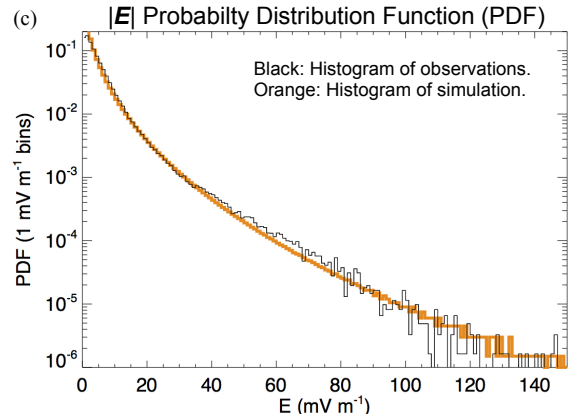 (c) |E| Probabilty Distribution Function (PDF)
Black: Histogram of observations.
Orange: Histogram of simulation.
PDF (1 mV m⁻¹ bins)
10⁻¹
10⁻²
10⁻³
10⁻⁴
10⁻⁵
10⁻⁶
0 20 40 60 80 100 120 140
E (mV m⁻¹)